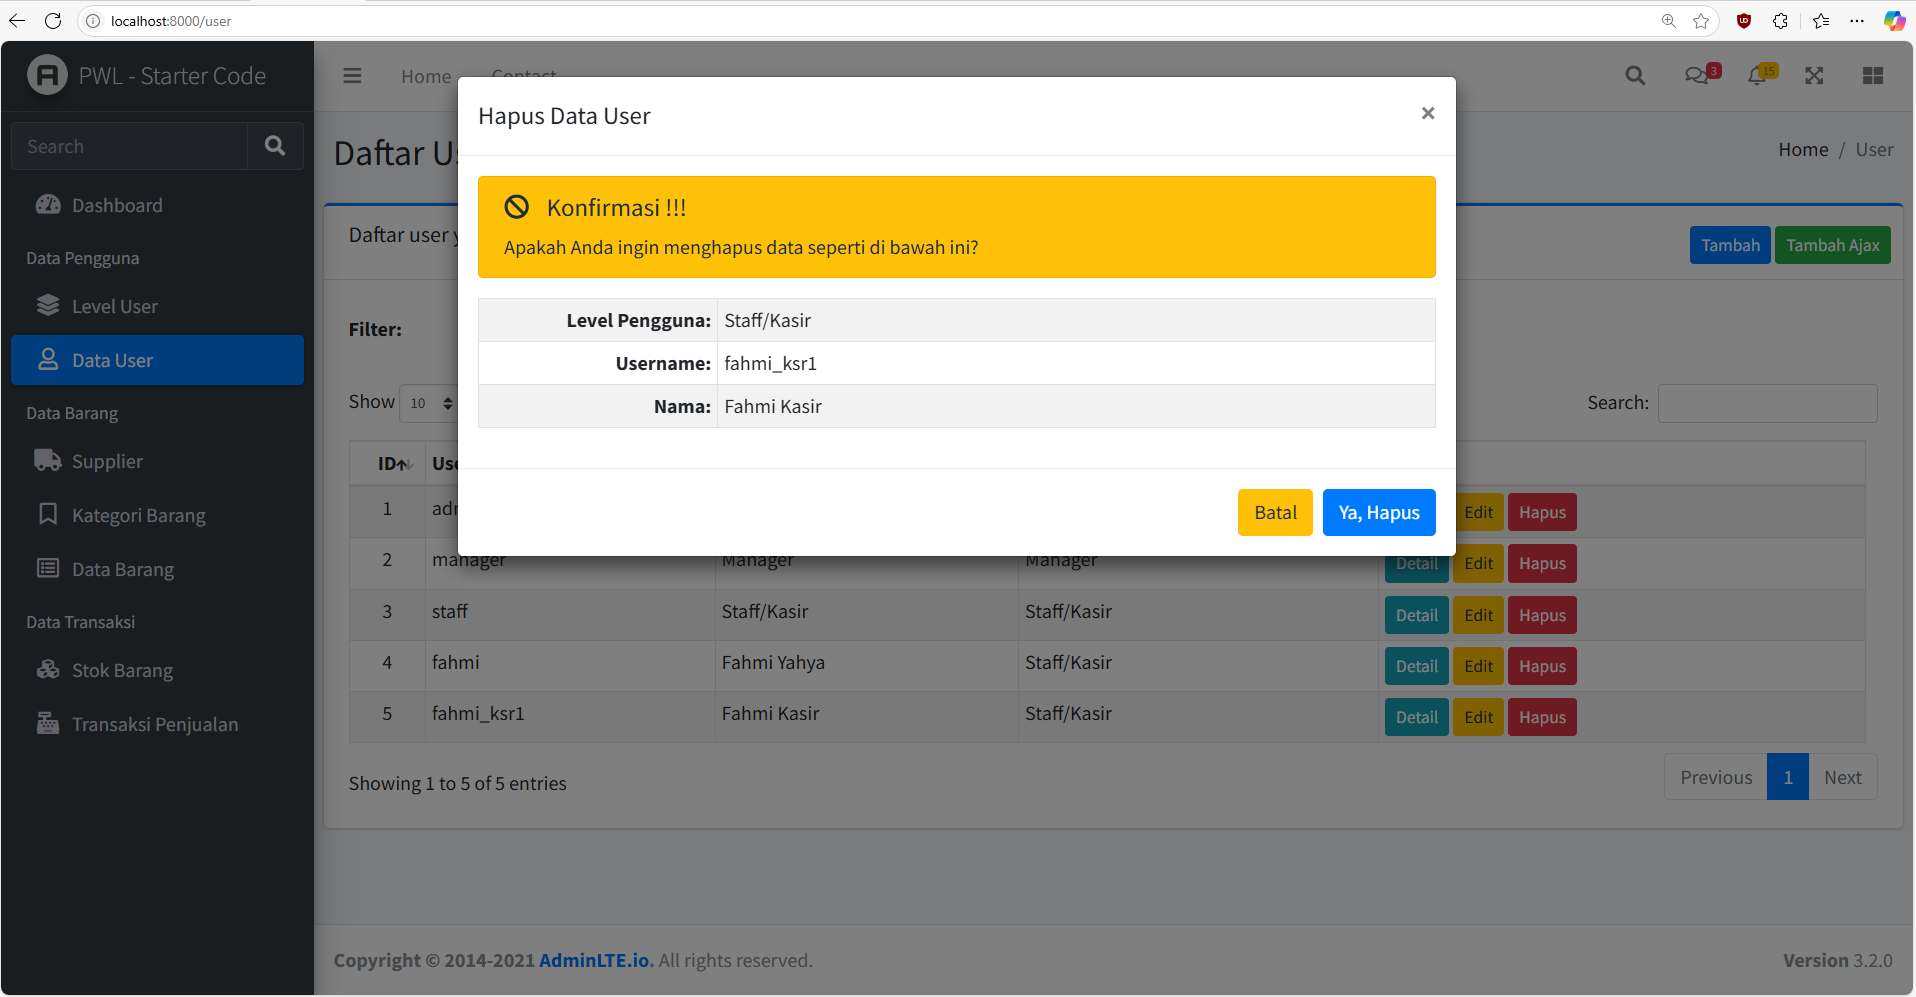 localhost:8000/user
PWL - Starter Code
Home
Contact
3
15
Search
Dashboard
Data Pengguna
Level User
Data User
Data Barang
Supplier
Kategori Barang
Data Barang
Data Transaksi
Stok Barang
Transaksi Penjualan
Hapus Data User
×
Konfirmasi !!!
Apakah Anda ingin menghapus data seperti di bawah ini?
Level Pengguna: Staff/Kasir
Username: fahmi_ksr1
Nama: Fahmi Kasir
Batal Ya, Hapus
Daftar
Home / User
Daftar user
Tambah Tambah Ajax
Filter:
Show 10
Search:
ID
1 Edit Hapus
2 manager Manager Manager Detail Edit Hapus
3 staff Staff/Kasir Staff/Kasir Detail Edit Hapus
4 fahmi Fahmi Yahya Staff/Kasir Detail Edit Hapus
5 fahmi_ksr1 Fahmi Kasir Staff/Kasir Detail Edit Hapus
Showing 1 to 5 of 5 entries
Previous 1 Next
Copyright © 2014-2021 AdminLTE.io. All rights reserved.
Version 3.2.0